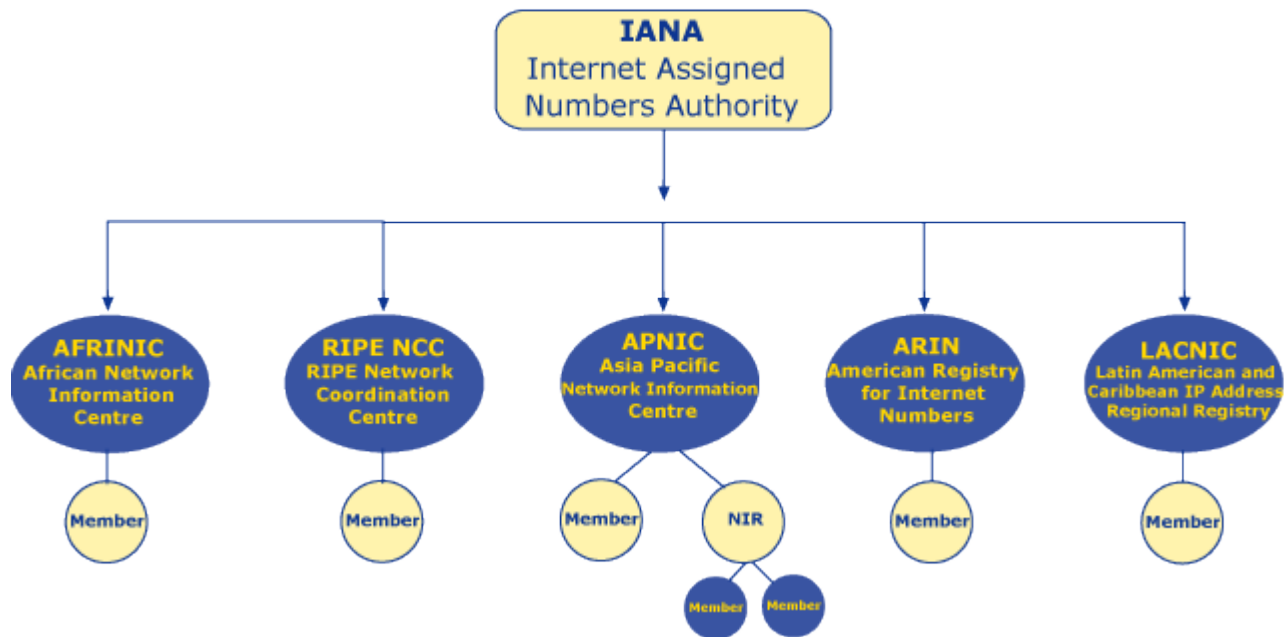 IANA
Internet Assigned
Numbers Authority
AFRINIC
African Network
Information
Centre
RIPE NCC
RIPE Network
Coordination
Centre
APNIC
Asia Pacific
Network Information
Centre
ARIN
American Registry
for Internet
Numbers
LACNIC
Latin American and
Caribbean IP Address
Regional Registry
Member
Member
Member
NIR
Member
Member
Member
Member